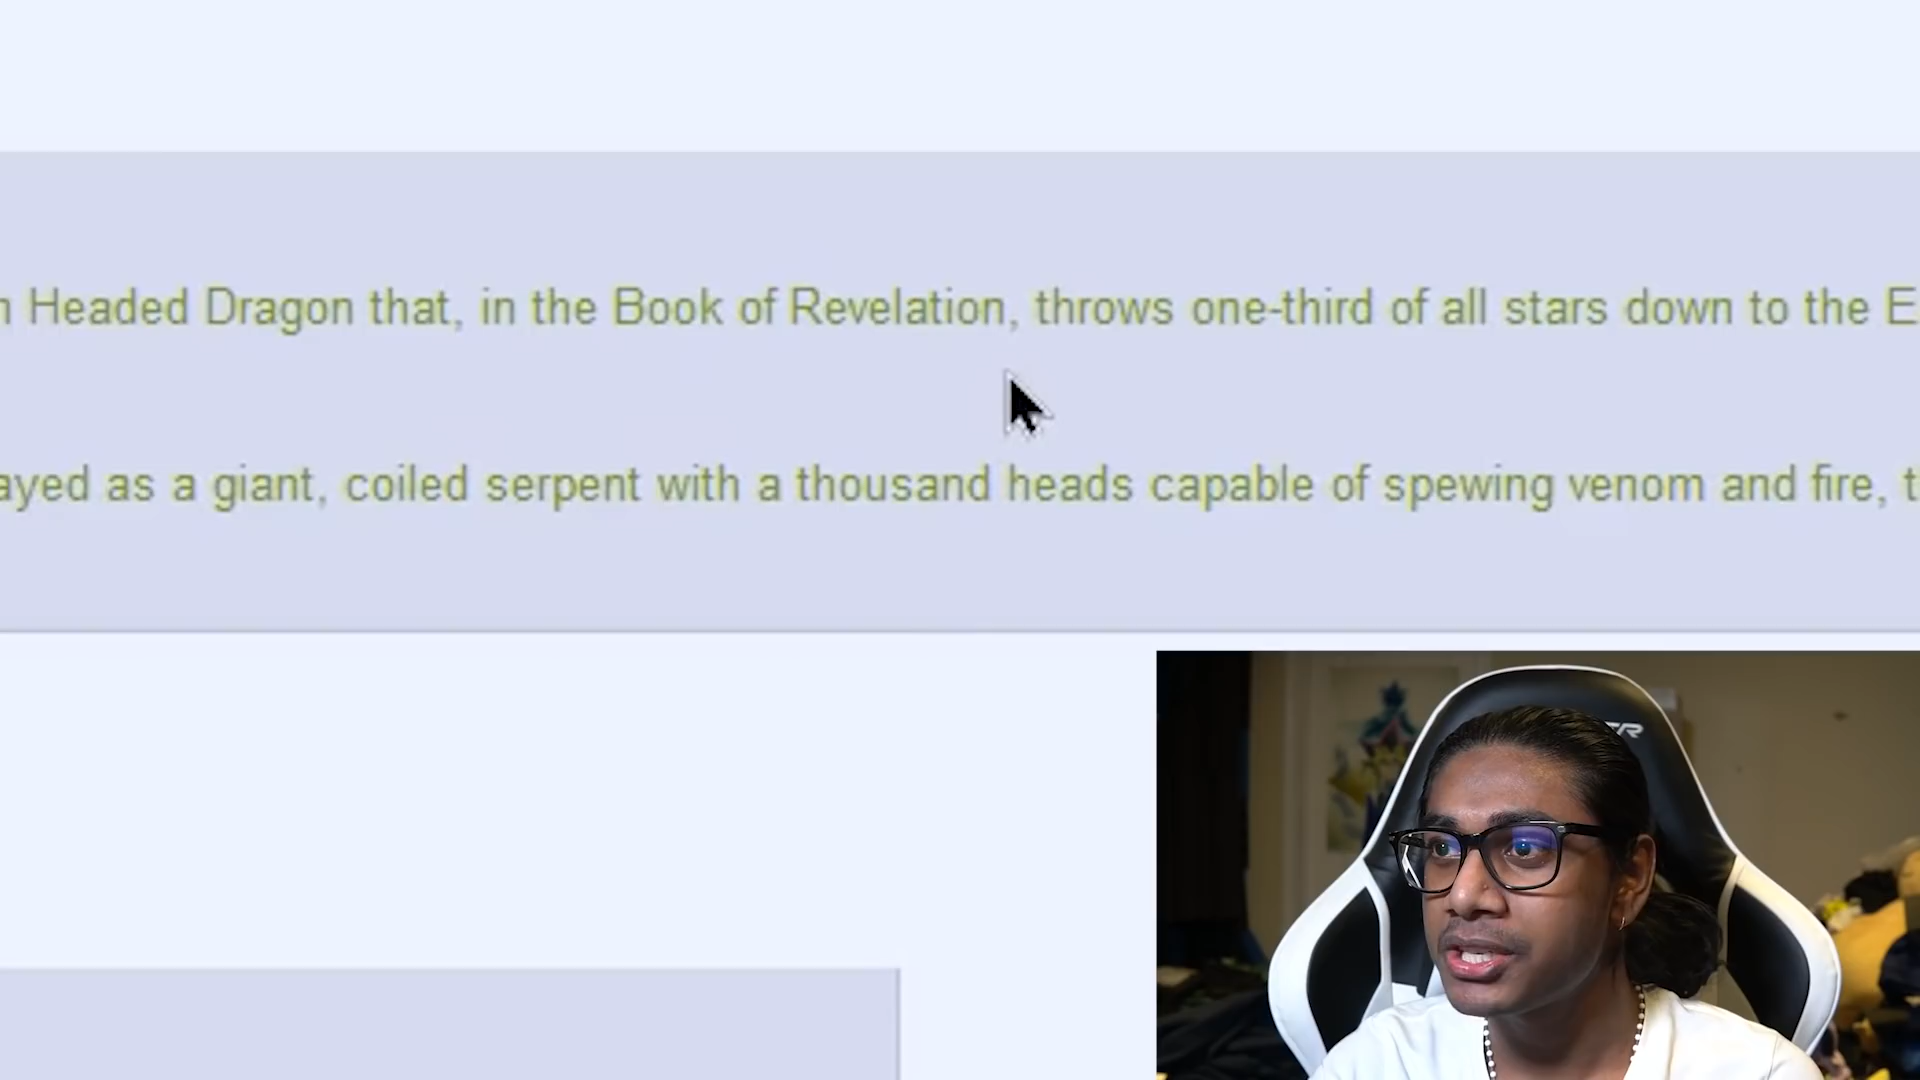 Headed Dragon that, in the Book of Revelation, throws one-third of all stars down to the
as a giant, coiled serpent with a thousand heads capable of spewing venom and fire,